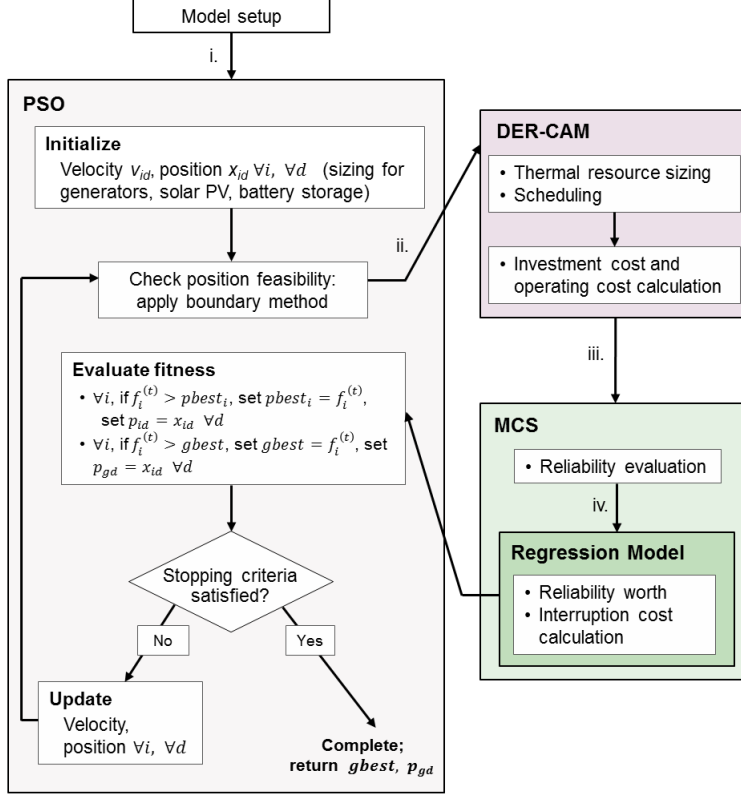 Model setup
i.
PSO
Initialize
Velocity v_id, position x_id ∀i, ∀d (sizing for
generators, solar PV, battery storage)
ii.
Check position feasibility:
apply boundary method
Evaluate fitness
• ∀i, if f_i^(t) > pbest_i, set pbest_i = f_i^(t),
set p_id = x_id ∀d
• ∀i, if f_i^(t) > gbest, set gbest = f_i^(t), set
p_gd = x_id ∀d
Stopping criteria
satisfied?
No
Yes
Update
Velocity,
position ∀i, ∀d
Complete;
return gbest, p_gd
DER-CAM
• Thermal resource sizing
• Scheduling
• Investment cost and
operating cost calculation
iii.
MCS
• Reliability evaluation
iv.
Regression Model
• Reliability worth
• Interruption cost
calculation